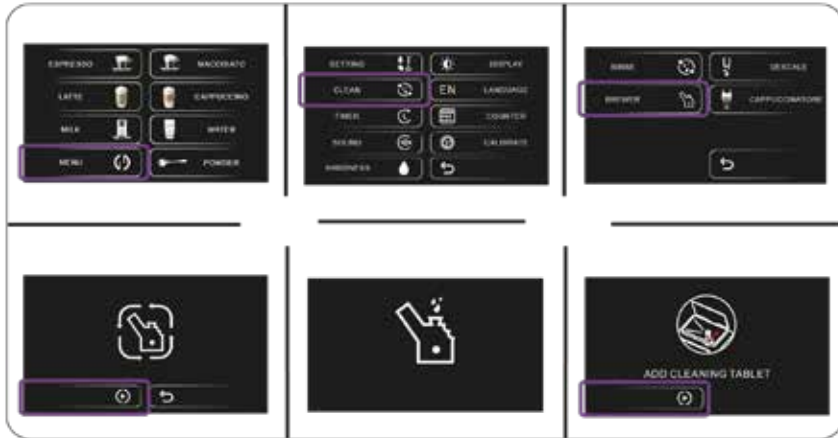 ESPRESSO MACCHIATO
LATTE CAPPUCCINO
MILK WATER
MENU POWDER
SETTING DISPLAY
CLEAN EN LANGUAGE
TIMER COUNTER
SOUND CALIBRATE
HARDNESS
RINSE DESCALE
BREWER CAPPUCCINATORE
ADD CLEANING TABLET